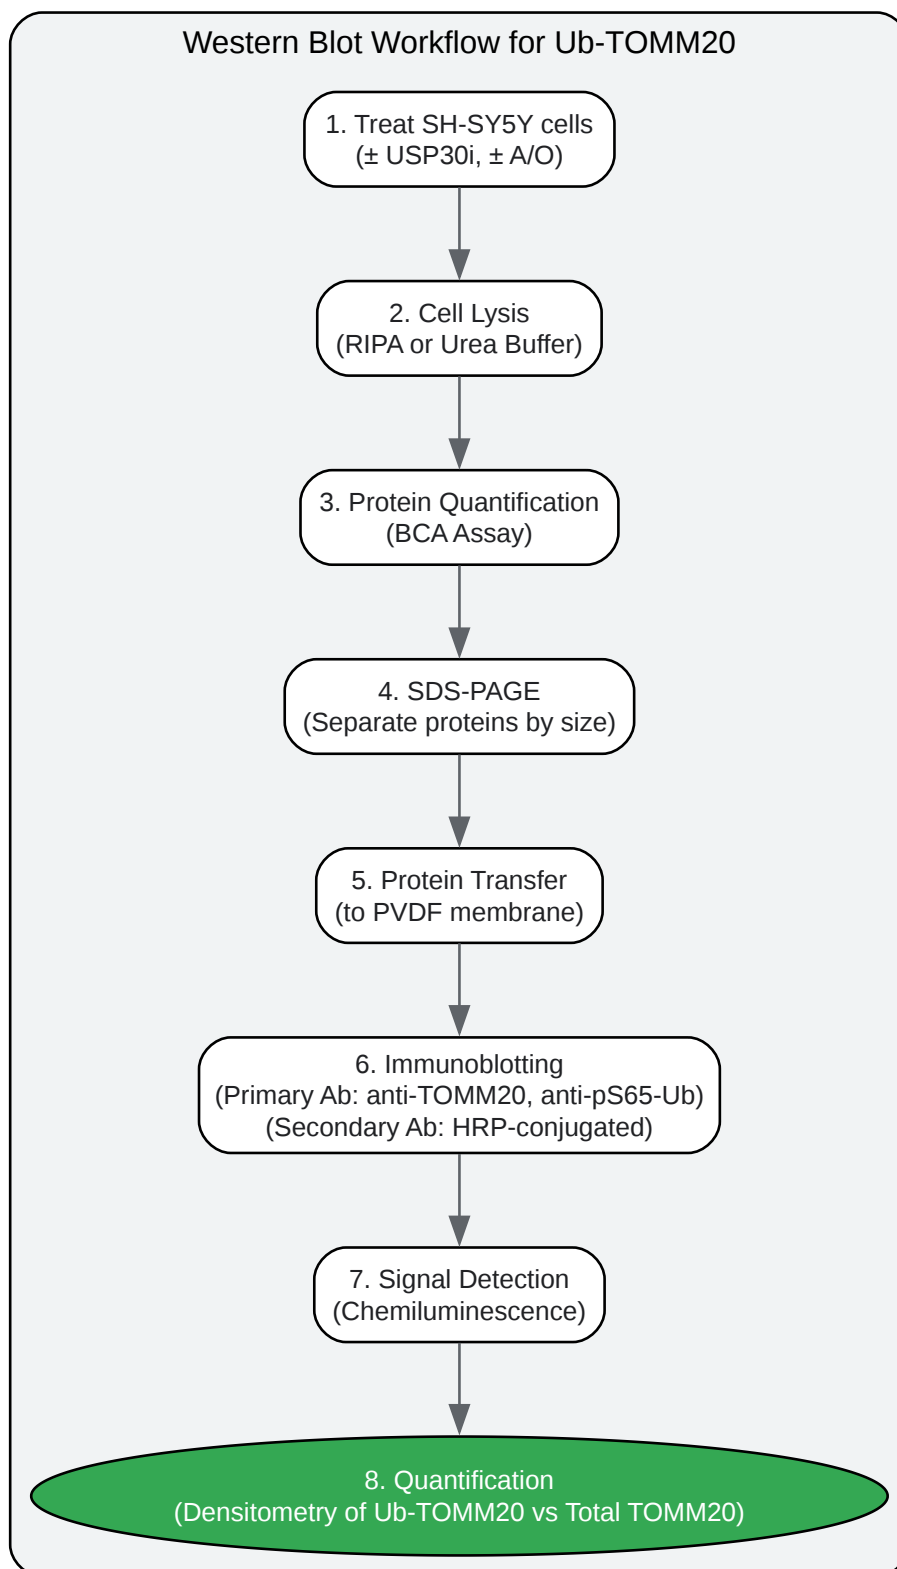 Western Blot Workflow for Ub-TOMM20
1. Treat SH-SY5Y cells
(± USP30i, ± A/O)
2. Cell Lysis
(RIPA or Urea Buffer)
3. Protein Quantification
(BCA Assay)
4. SDS-PAGE
(Separate proteins by size)
5. Protein Transfer
(to PVDF membrane)
6. Immunoblotting
(Primary Ab: anti-TOMM20, anti-pS65-Ub)
(Secondary Ab: HRP-conjugated)
7. Signal Detection
(Chemiluminescence)
8. Quantification
(Densitometry of Ub-TOMM20 vs Total TOMM20)